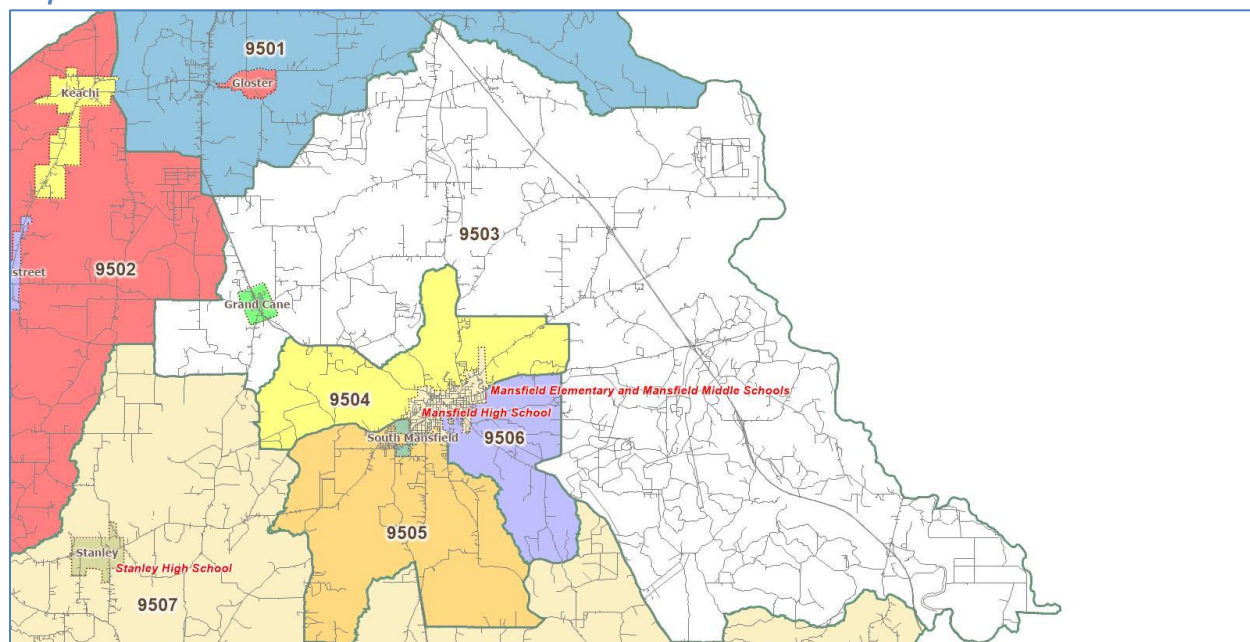 9501
Gloster
Keachi
9503
9502
street
Grand Cane
Mansfield Elementary and Mansfield Middle Schools
9504
Mansfield High School
South Mansfield
9506
9505
Stanley
Stanley High School
9507